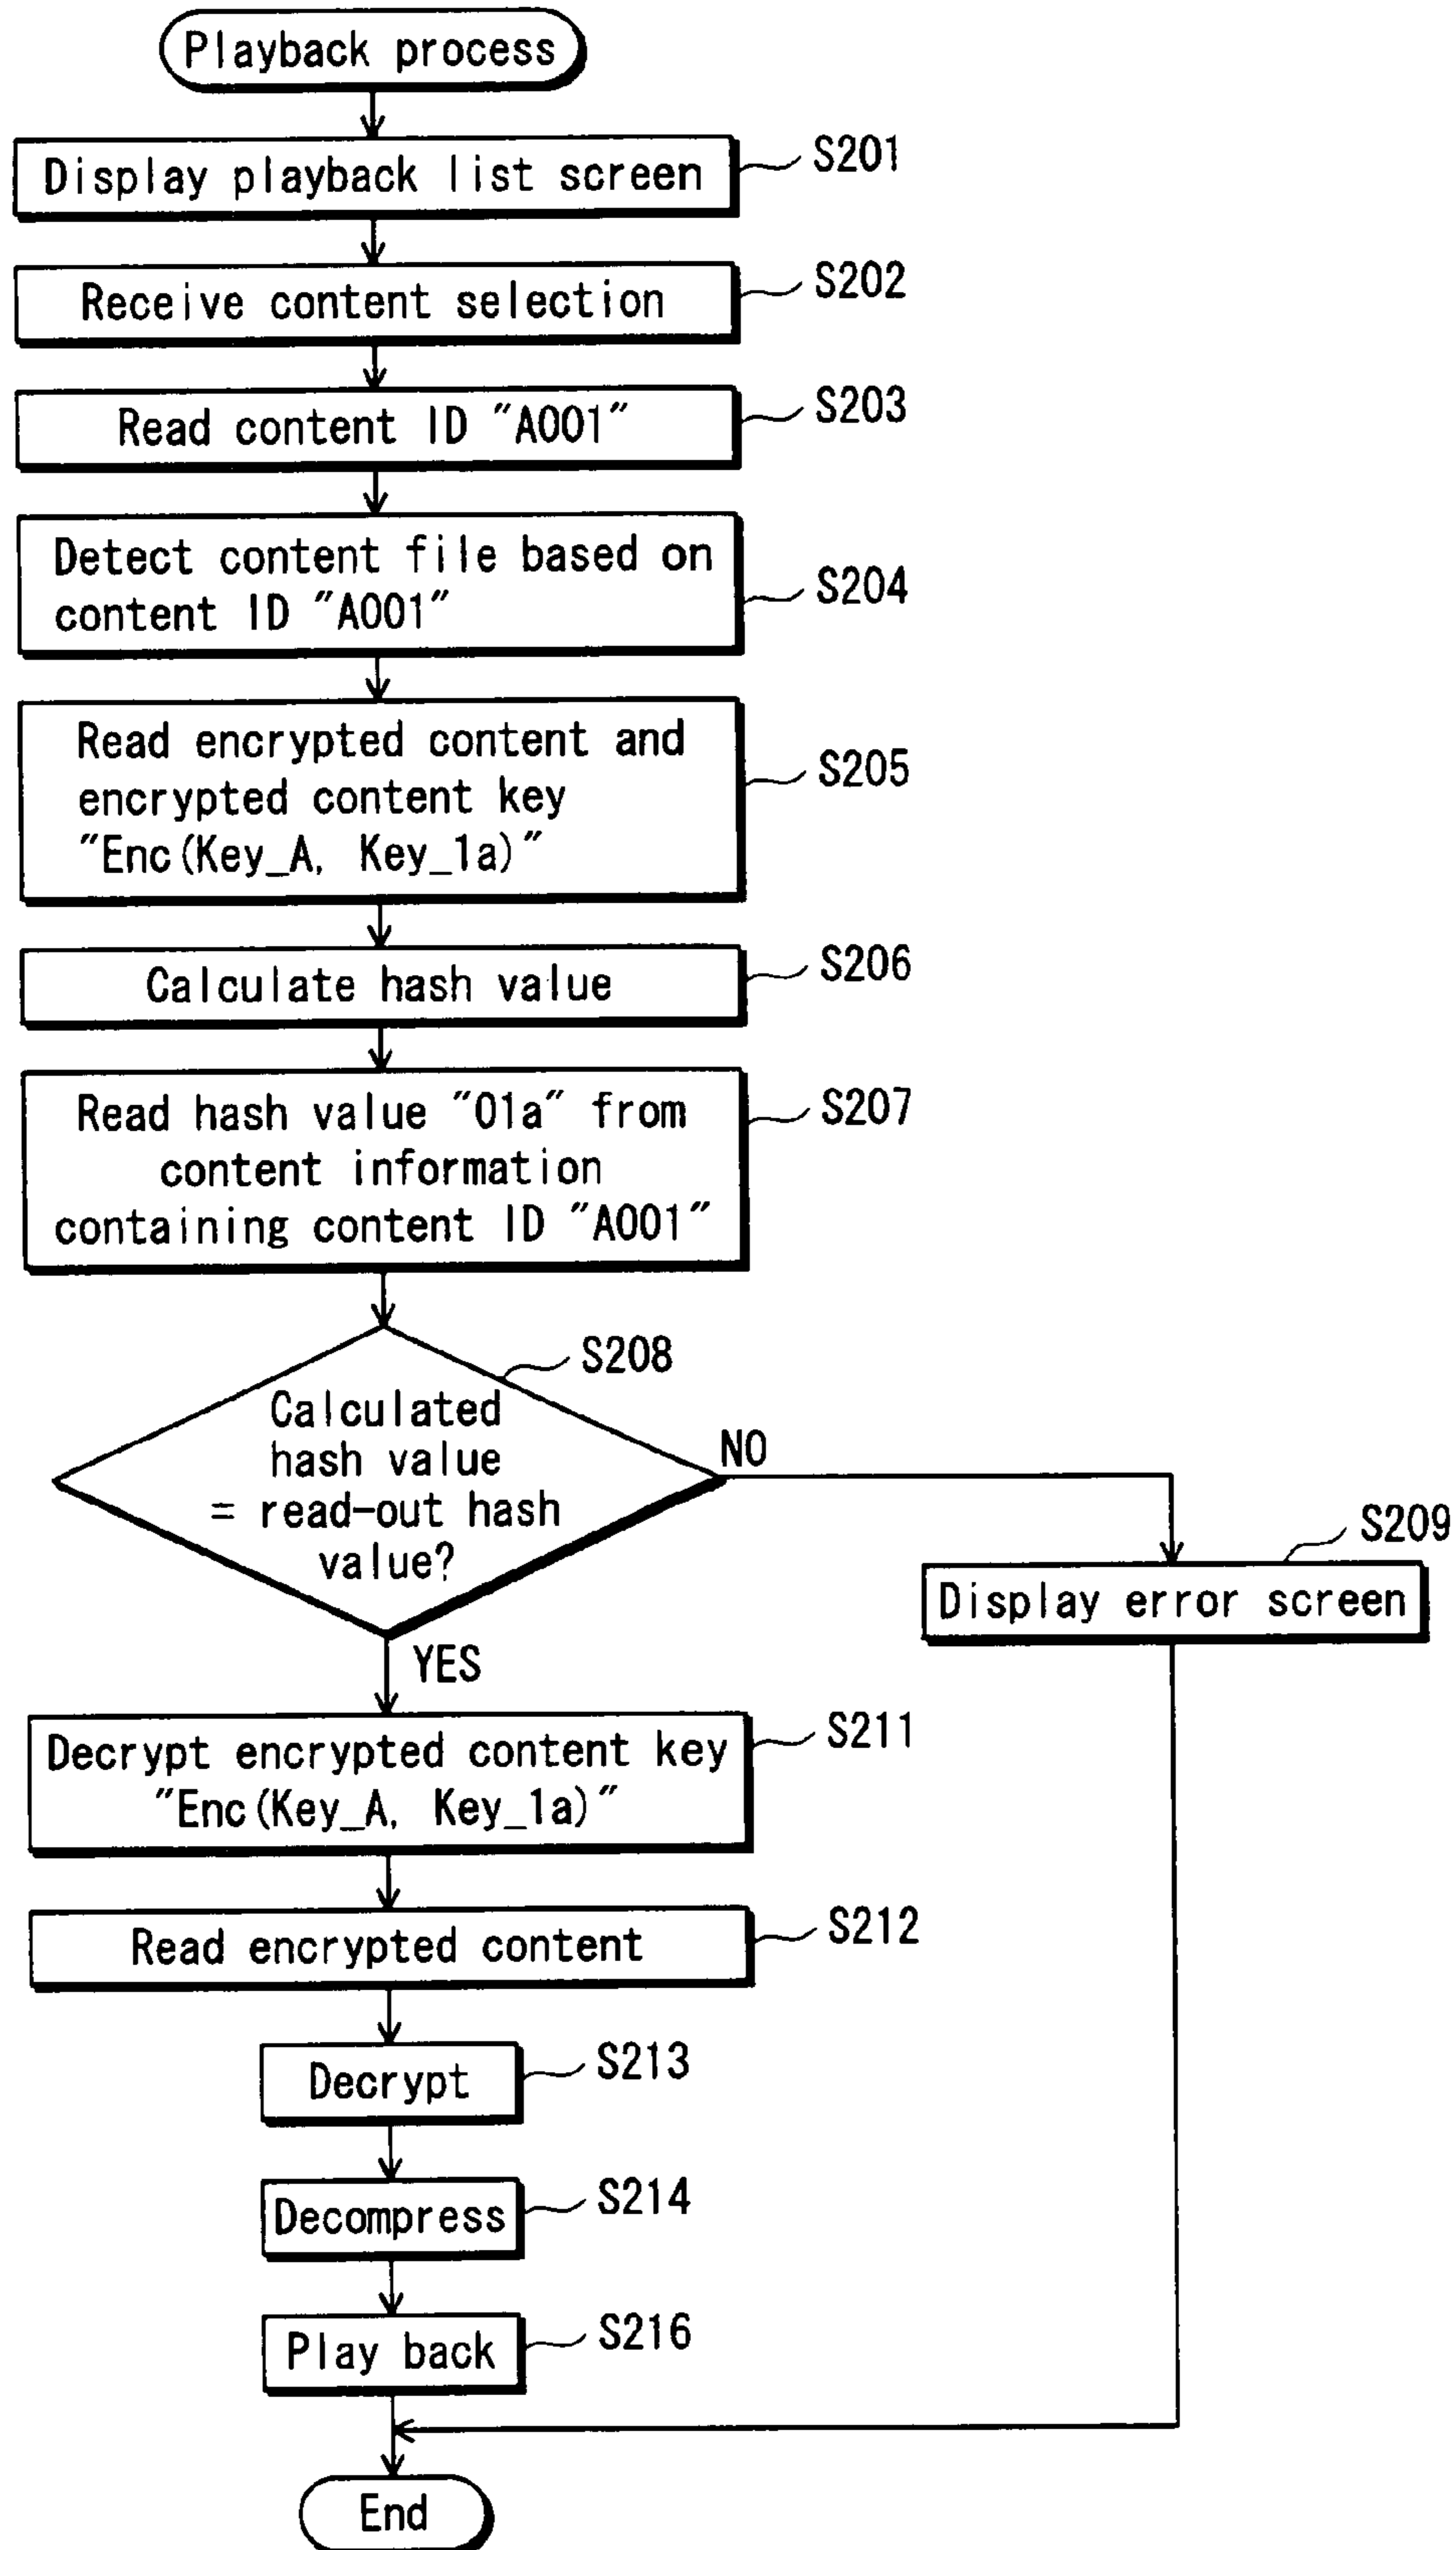 Playback process
Display playback list screen
S201
Receive content selection
S202
Read content ID "A001"
S203
Detect content file based on
content ID "A001"
S204
Read encrypted content and
encrypted content key
"Enc(Key_A, Key_1a)"
S205
Calculate hash value
S206
Read hash value "01a" from
content information
containing content ID "A001"
S207
S208
Calculated
hash value
= read-out hash
value?
NO
YES
S209
Display error screen
Decrypt encrypted content key
"Enc(Key_A, Key_1a)"
S211
Read encrypted content
S212
Decrypt
S213
Decompress
S214
Play back
S216
End